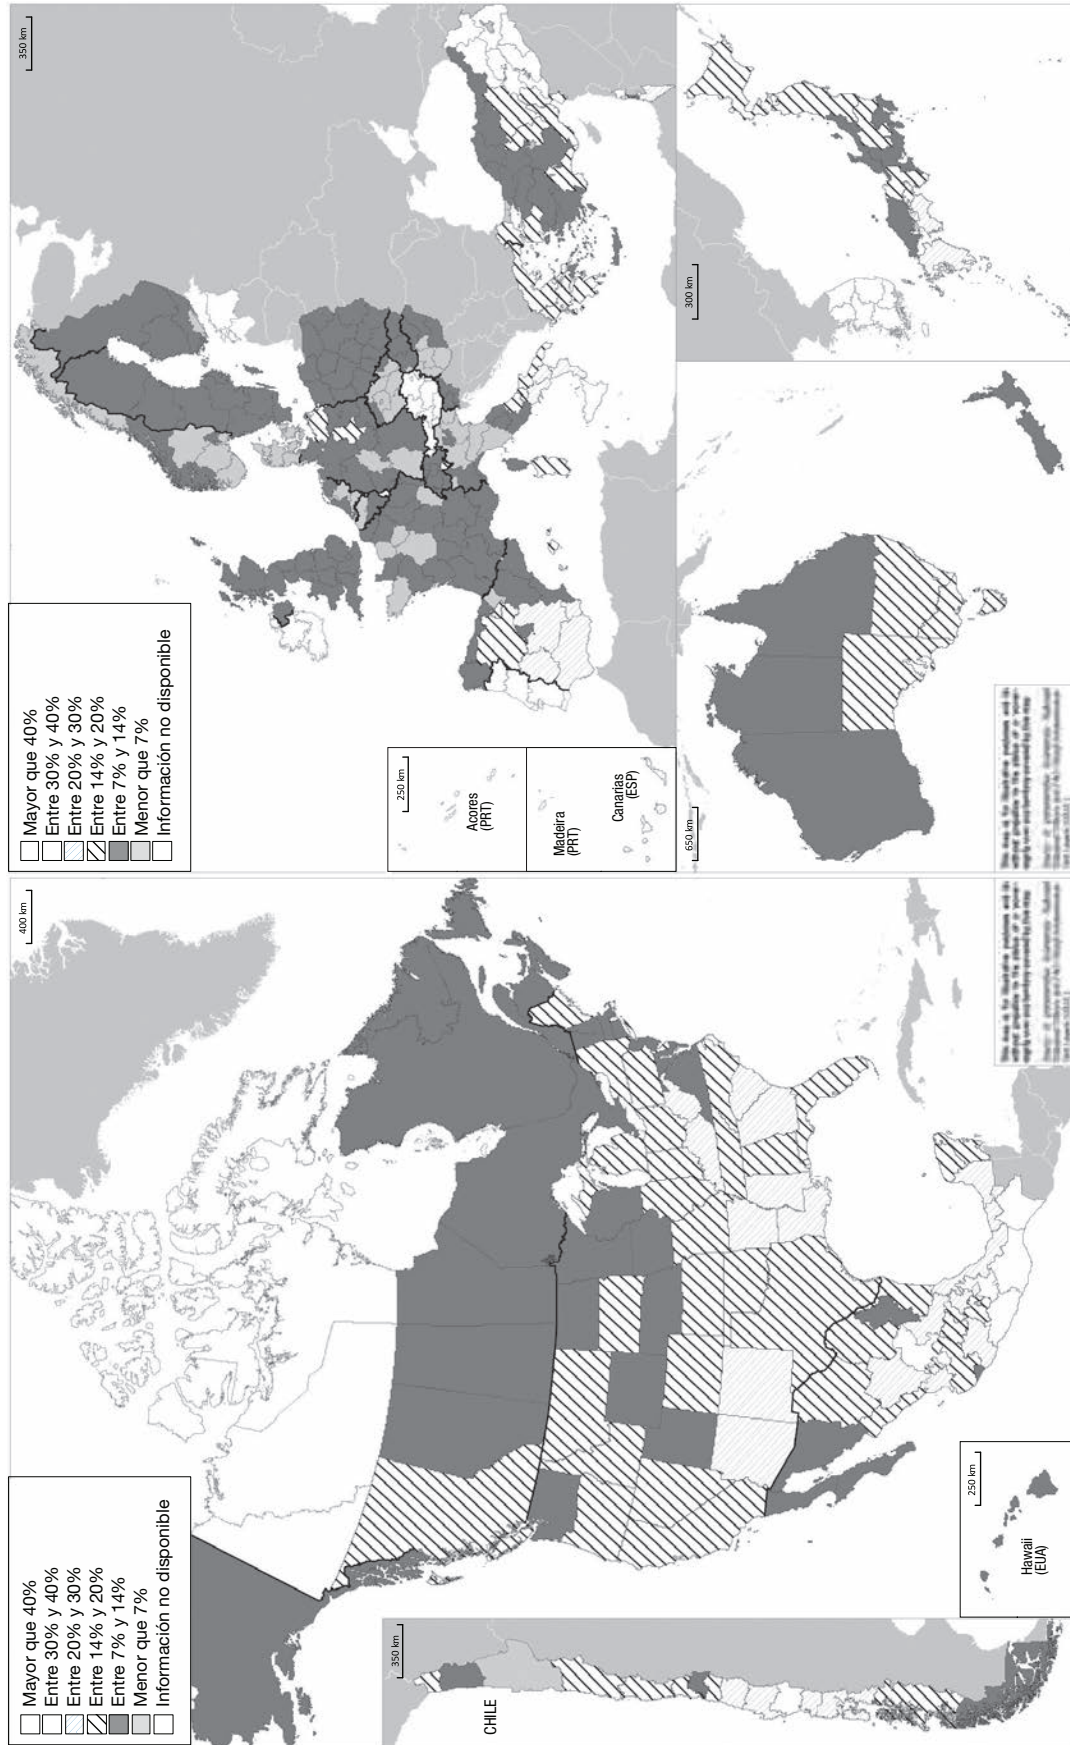 Mayor que 40%
Entre 30% y 40%
Entre 20% y 30%
Entre 14% y 20%
Entre 7% y 14%
Menor que 7%
Información no disponible
400 km
350 km
CHILE
250 km
Hawaii
(EUA)
Mayor que 40%
Entre 30% y 40%
Entre 20% y 30%
Entre 14% y 20%
Entre 7% y 14%
Menor que 7%
Información no disponible
350 km
250 km
Acores
(PRT)
Madeira
(PRT)
Canarias
(ESP)
650 km
300 km